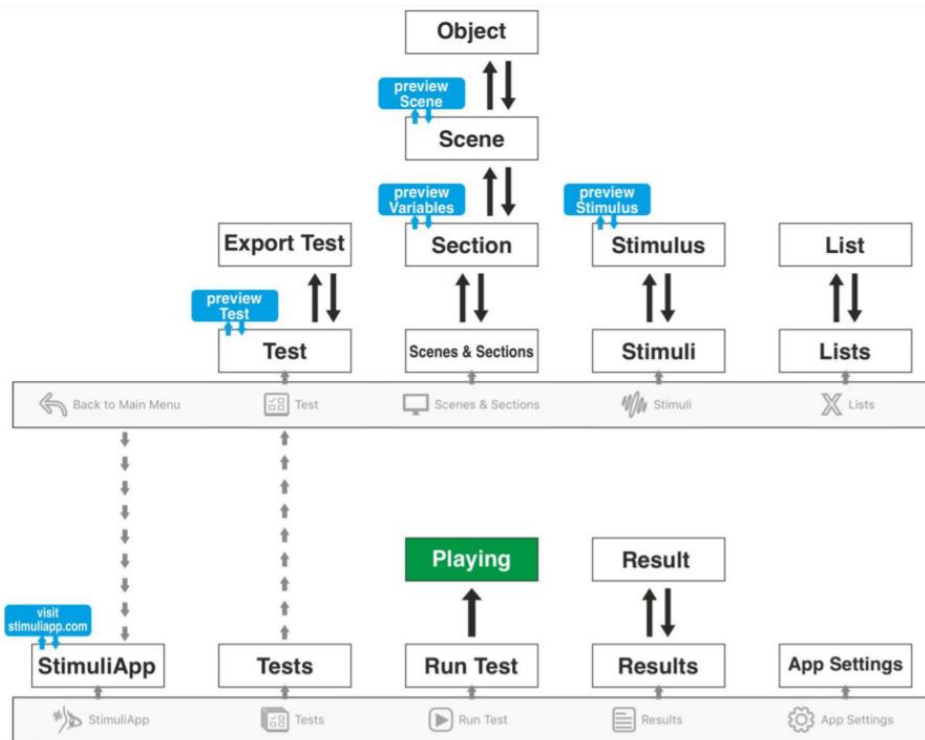 Object
preview
Scene
Scene
preview
Variables
preview
Stimulus
Export Test
Section
Stimulus
List
preview
Test
Test
Scenes & Sections
Stimuli
Lists
Back to Main Menu
Test
Scenes & Sections
Stimuli
Lists
Playing
Result
visit
stimuliapp.com
StimuliApp
Tests
Run Test
Results
App Settings
StimuliApp
Tests
Run Test
Results
App Settings